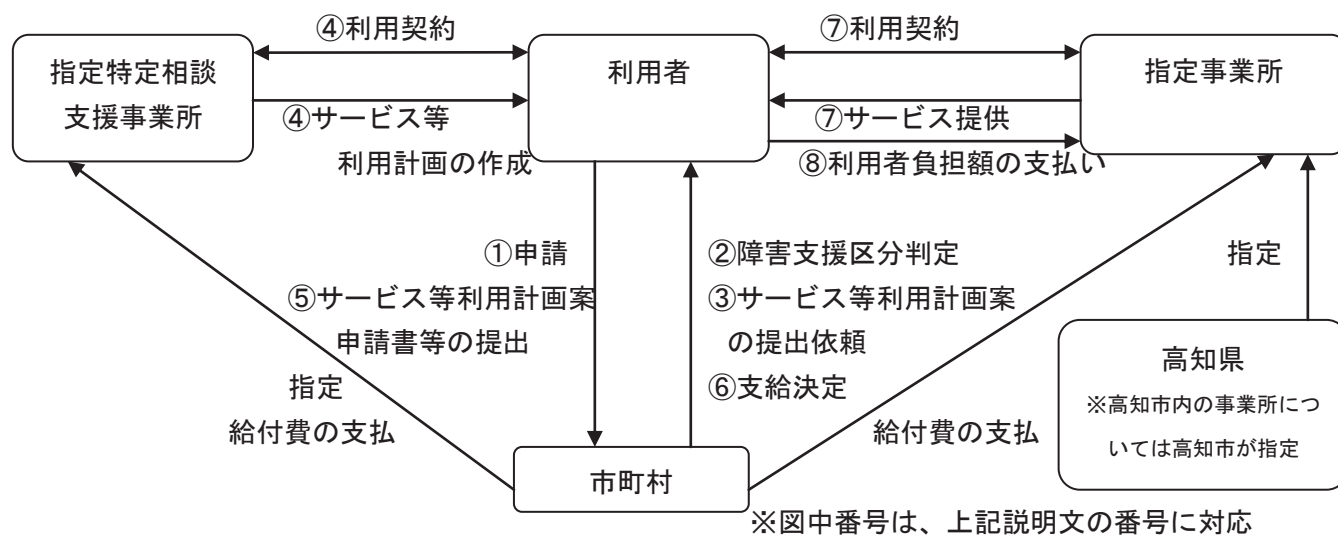 ④利用契約
⑦利用契約
指定特定相談
支援事業所
利用者
指定事業所
④サービス等
利用計画の作成
⑦サービス提供
⑧利用者負担額の支払い
①申請
⑤サービス等利用計画案
申請書等の提出
②障害支援区分判定
③サービス等利用計画案
の提出依頼
⑥支給決定
指定
指定
給付費の支払
給付費の支払
高知県
※高知市内の事業所につ
いては高知市が指定
市町村
※図中番号は、上記説明文の番号に対応